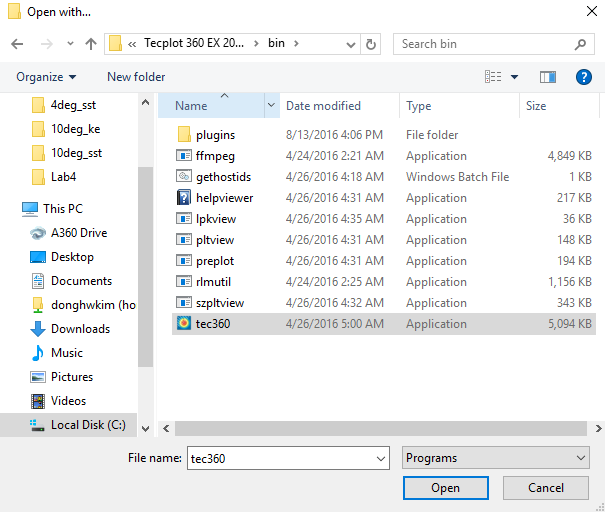 Open with...
« Tecplot 360 EX 20... > bin >
Search bin
Organize
New folder
Name Date modified Type Size
4deg_sst
10deg_ke
10deg_sst
Lab4
This PC
A360 Drive
Desktop
Documents
donghwkim (ho
Downloads
Music
Pictures
Videos
Local Disk (C:)
plugins 8/13/2016 4:06 PM File folder
ffmpeg 4/24/2016 2:21 AM Application 4,849 KB
gethostids 4/26/2016 4:18 AM Windows Batch File 1 KB
helpviewer 4/26/2016 4:31 AM Application 217 KB
lpkview 4/26/2016 4:35 AM Application 36 KB
pltview 4/26/2016 4:31 AM Application 148 KB
preplot 4/26/2016 4:31 AM Application 194 KB
rlmutil 4/24/2016 2:25 AM Application 1,156 KB
szpltview 4/26/2016 4:32 AM Application 343 KB
tec360 4/26/2016 5:00 AM Application 5,094 KB
File name: tec360
Programs
Open
Cancel